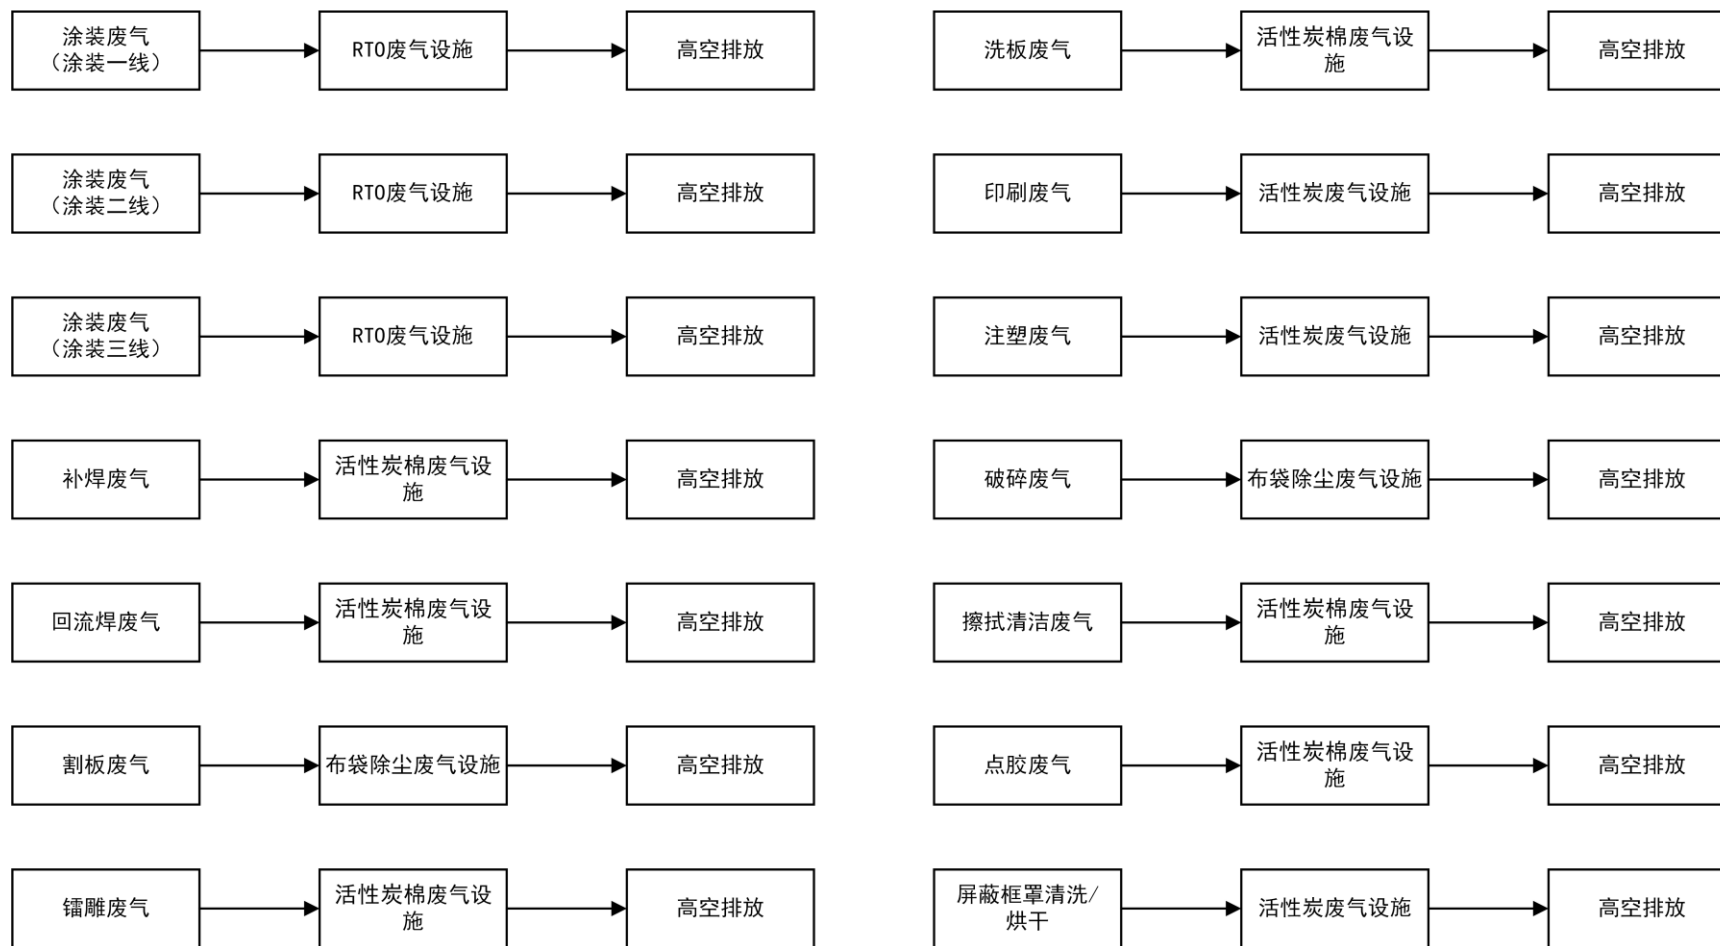 涂装废气
（涂装一线）
RTO废气设施
高空排放
洗板废气
活性炭棉废气设
施
高空排放
涂装废气
（涂装二线）
RTO废气设施
高空排放
印刷废气
活性炭废气设施
高空排放
涂装废气
（涂装三线）
RTO废气设施
高空排放
注塑废气
活性炭废气设施
高空排放
补焊废气
活性炭棉废气设
施
高空排放
破碎废气
布袋除尘废气设施
高空排放
回流焊废气
活性炭棉废气设
施
高空排放
擦拭清洁废气
活性炭棉废气设
施
高空排放
割板废气
布袋除尘废气设施
高空排放
点胶废气
活性炭棉废气设
施
高空排放
镭雕废气
活性炭棉废气设
施
高空排放
屏蔽框罩清洗/
烘干
活性炭废气设施
高空排放